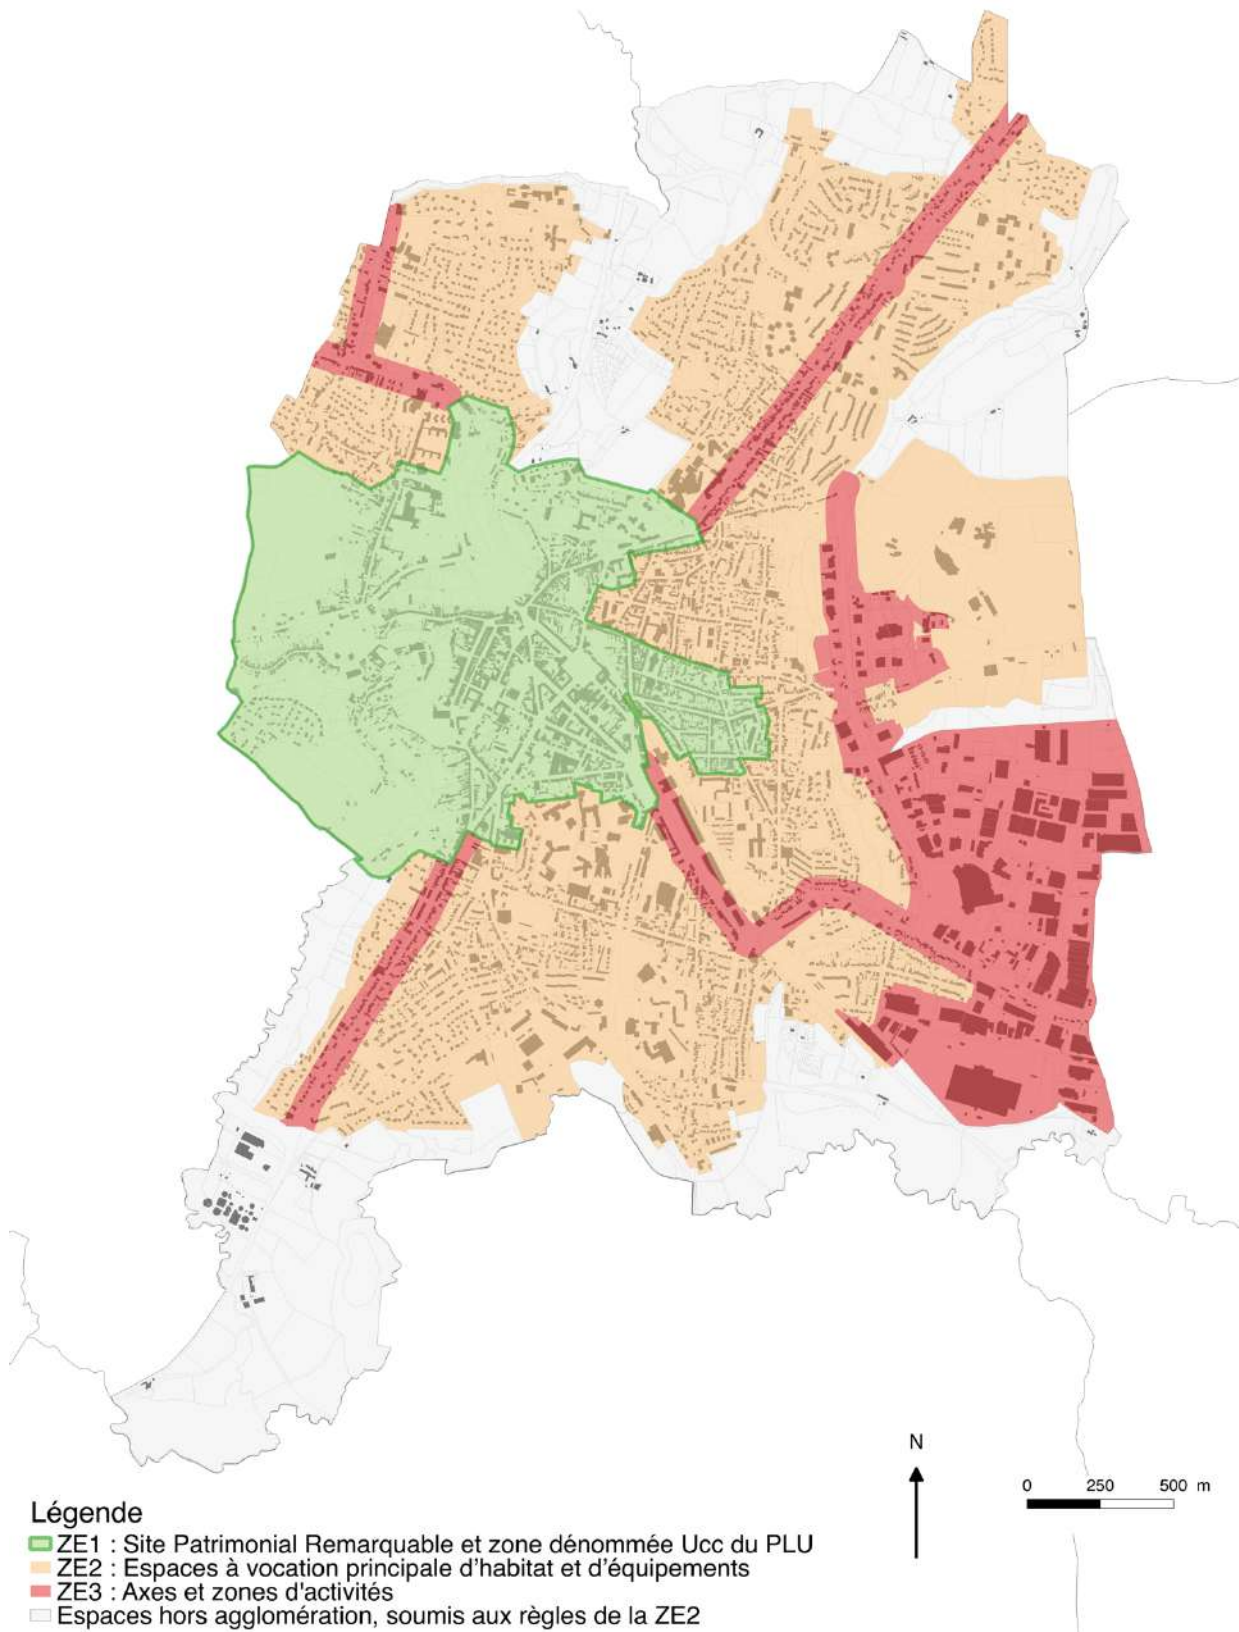 N
0 250 500 m
Légende
ZE1 : Site Patrimonial Remarquable et zone dénommée Ucc du PLU
ZE2 : Espaces à vocation principale d'habitat et d'équipements
ZE3 : Axes et zones d'activités
Espaces hors agglomération, soumis aux règles de la ZE2